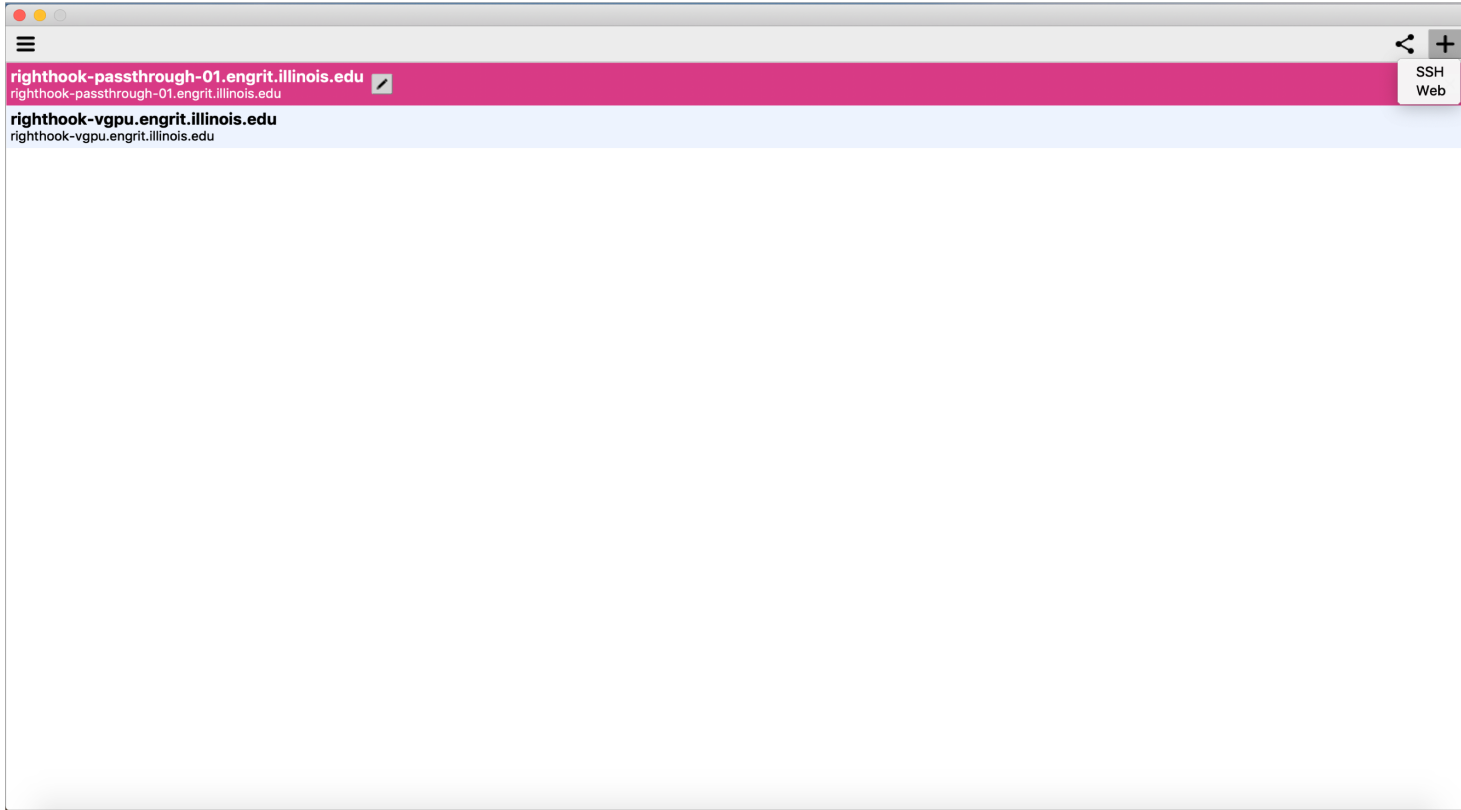 righthook-passthrough-01.engrit.illinois.edu
righthook-passthrough-01.engrit.illinois.edu
SSH
Web
righthook-vgpu.engrit.illinois.edu
righthook-vgpu.engrit.illinois.edu